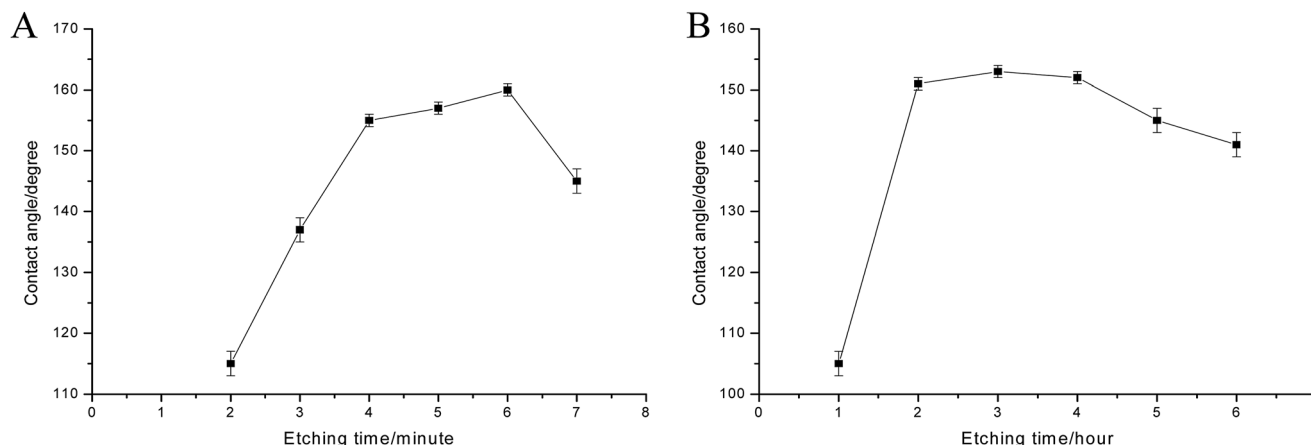 A
170
160
150
140
130
120
110
0 1 2 3 4 5 6 7 8
Contact angle/degree
Etching time/minute
B
160
150
140
130
120
110
100
0 1 2 3 4 5 6
Contact angle/degree
Etching time/hour